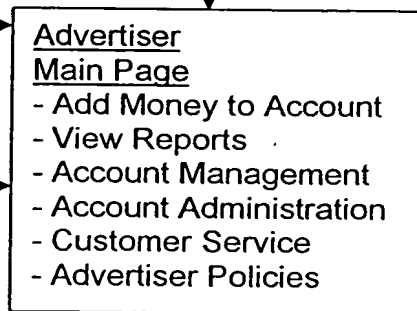 Advertiser
Main Page
- Add Money to Account
- View Reports
- Account Management
- Account Administration
- Customer Service
- Advertiser Policies